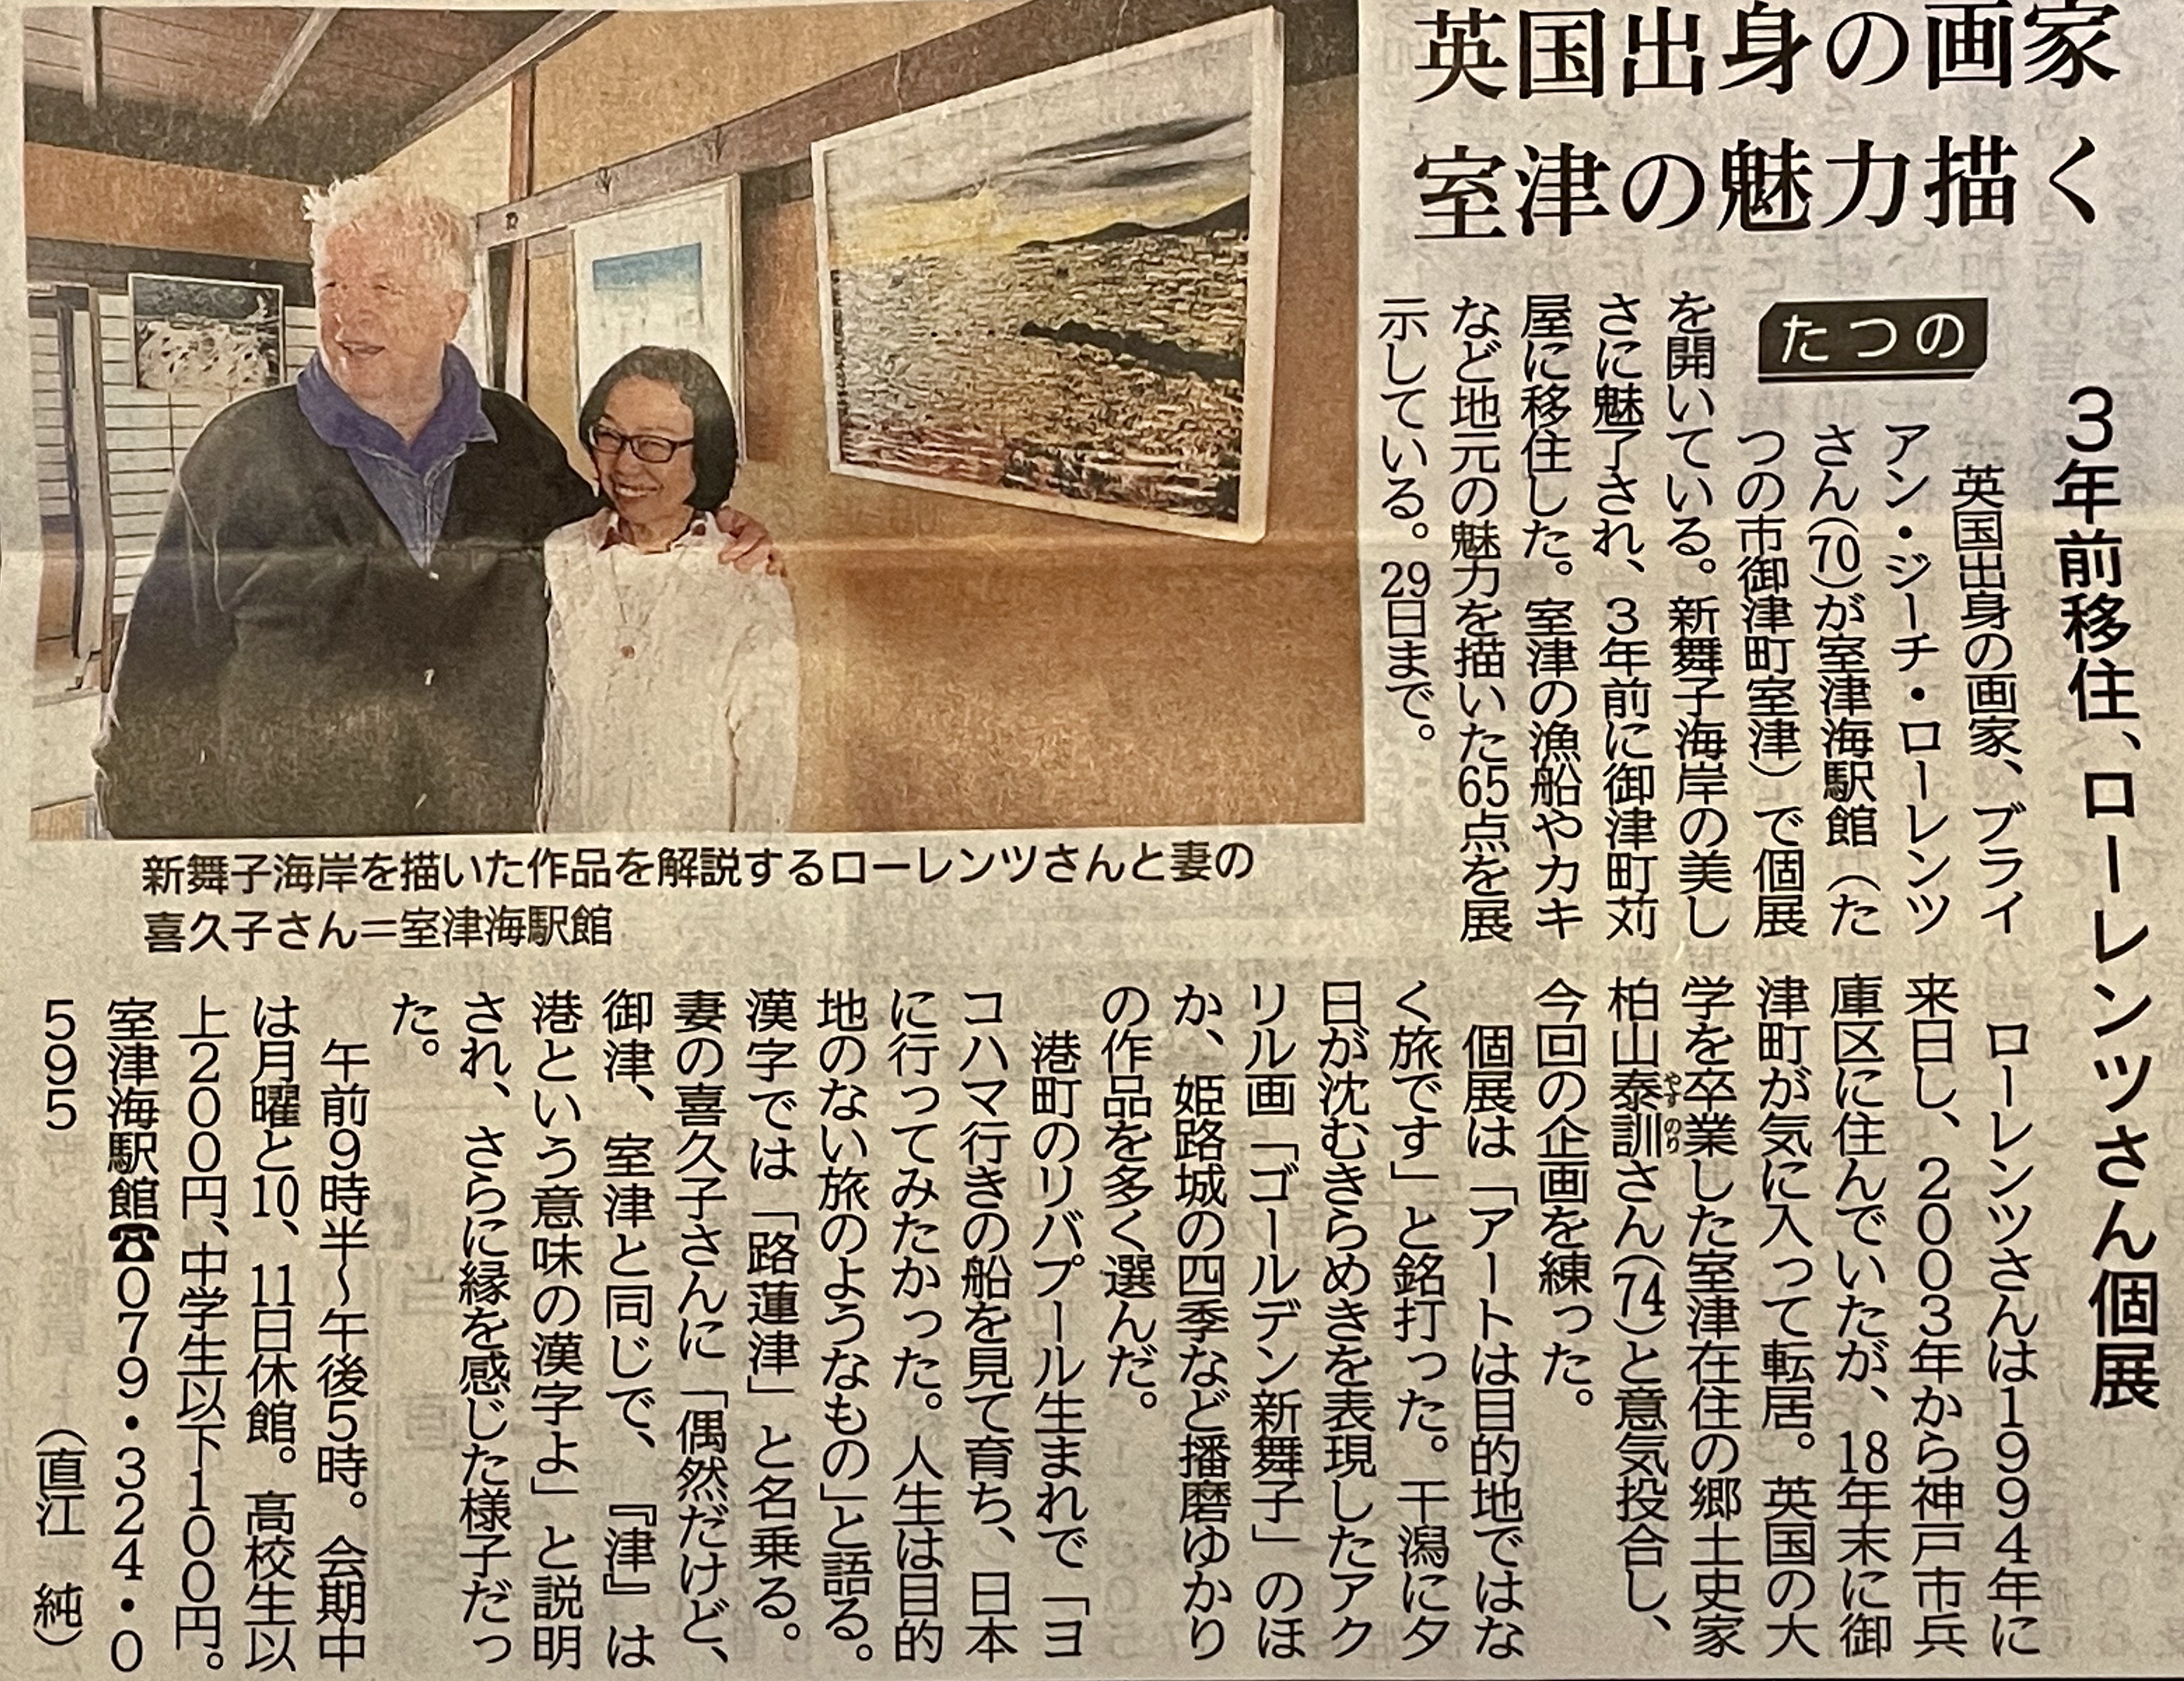 英国出身の画家
室津の魅力描く
3年前移住、ローレンツさん個展
たつの
英国出身の画家、ブライ
アン・ジーチ・ローレンツ
さん(70)が室津海駅館(た
つの市御津町室津)で個展
を開いている。新舞子海岸の美し
さに魅了され、3年前に御津町苅
屋に移住した。室津の漁船やカキ
など地元の魅力を描いた65点を展
示している。29日まで。
ローレンツさんは1994年に
来日し、2003年から神戸市兵
庫区に住んでいたが、18年末に御
津町が気に入って転居。英国の大
学を卒業した室津在住の郷土史家
柏山泰訓やすのりさん(74)と意気投合し、
今回の企画を練った。
個展は「アートは目的地ではな
く旅です」と銘打った。干潟に夕
日が沈むきらめきを表現したアク
リル画「ゴールデン新舞子」のほ
か、姫路城の四季など播磨ゆかり
の作品を多く選んだ。
港町のリバプール生まれで「ヨ
コハマ行きの船を見て育ち、日本
に行ってみたかった。人生は目的
地のない旅のようなもの」と語る。
漢字では「路蓮津」と名乗る。
妻の喜久子さんに「偶然だけど、
御津、室津と同じで、『津』は
港という意味の漢字よ」と説明
され、さらに縁を感じた様子だっ
た。
午前9時半~午後5時。会期中
は月曜と10、11日休館。高校生以
上200円、中学生以下100円。
室津海駅館☎079・324・0
595
(直江 純)
新舞子海岸を描いた作品を解説するローレンツさんと妻の
喜久子さん=室津海駅館